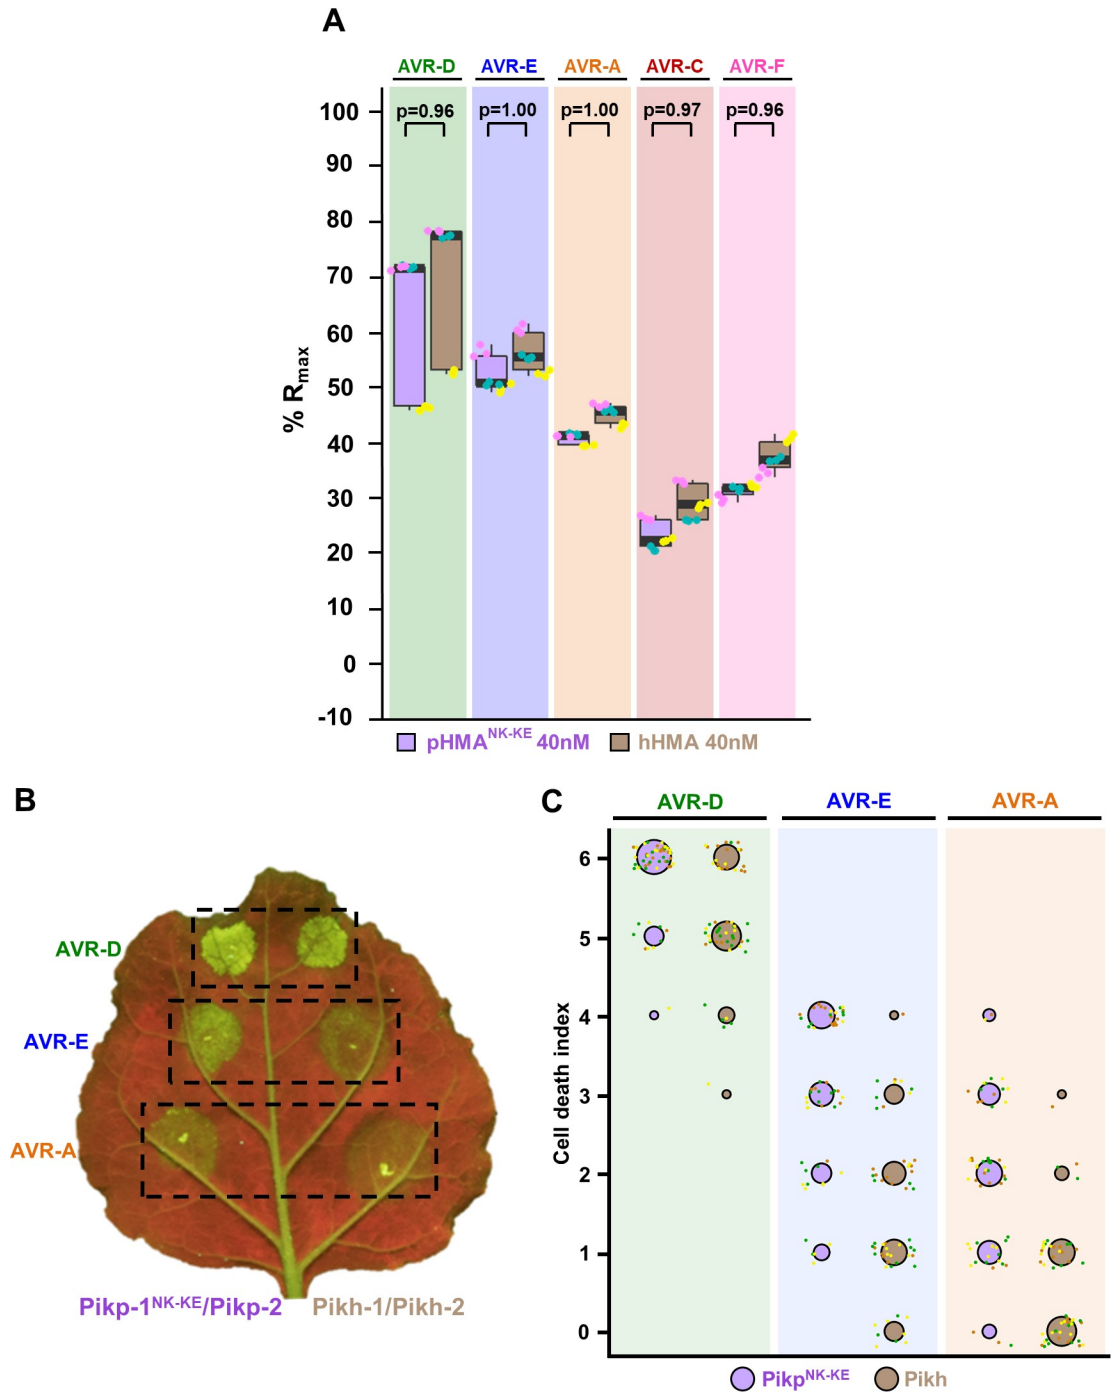 A
AVR-D AVR-E AVR-A AVR-C AVR-F
p=0.96 p=1.00 p=1.00 p=0.97 p=0.96
100
90
80
70
60
50
40
30
20
10
0
-10
% Rmax
pHMANK-KE 40nM hHMA 40nM
B
AVR-D
AVR-E
AVR-A
Pikp-1NK-KE/Pikp-2 Pikh-1/Pikh-2
C
AVR-D AVR-E AVR-A
6
5
4
3
2
1
0
Cell death index
PikpNK-KE Pikh